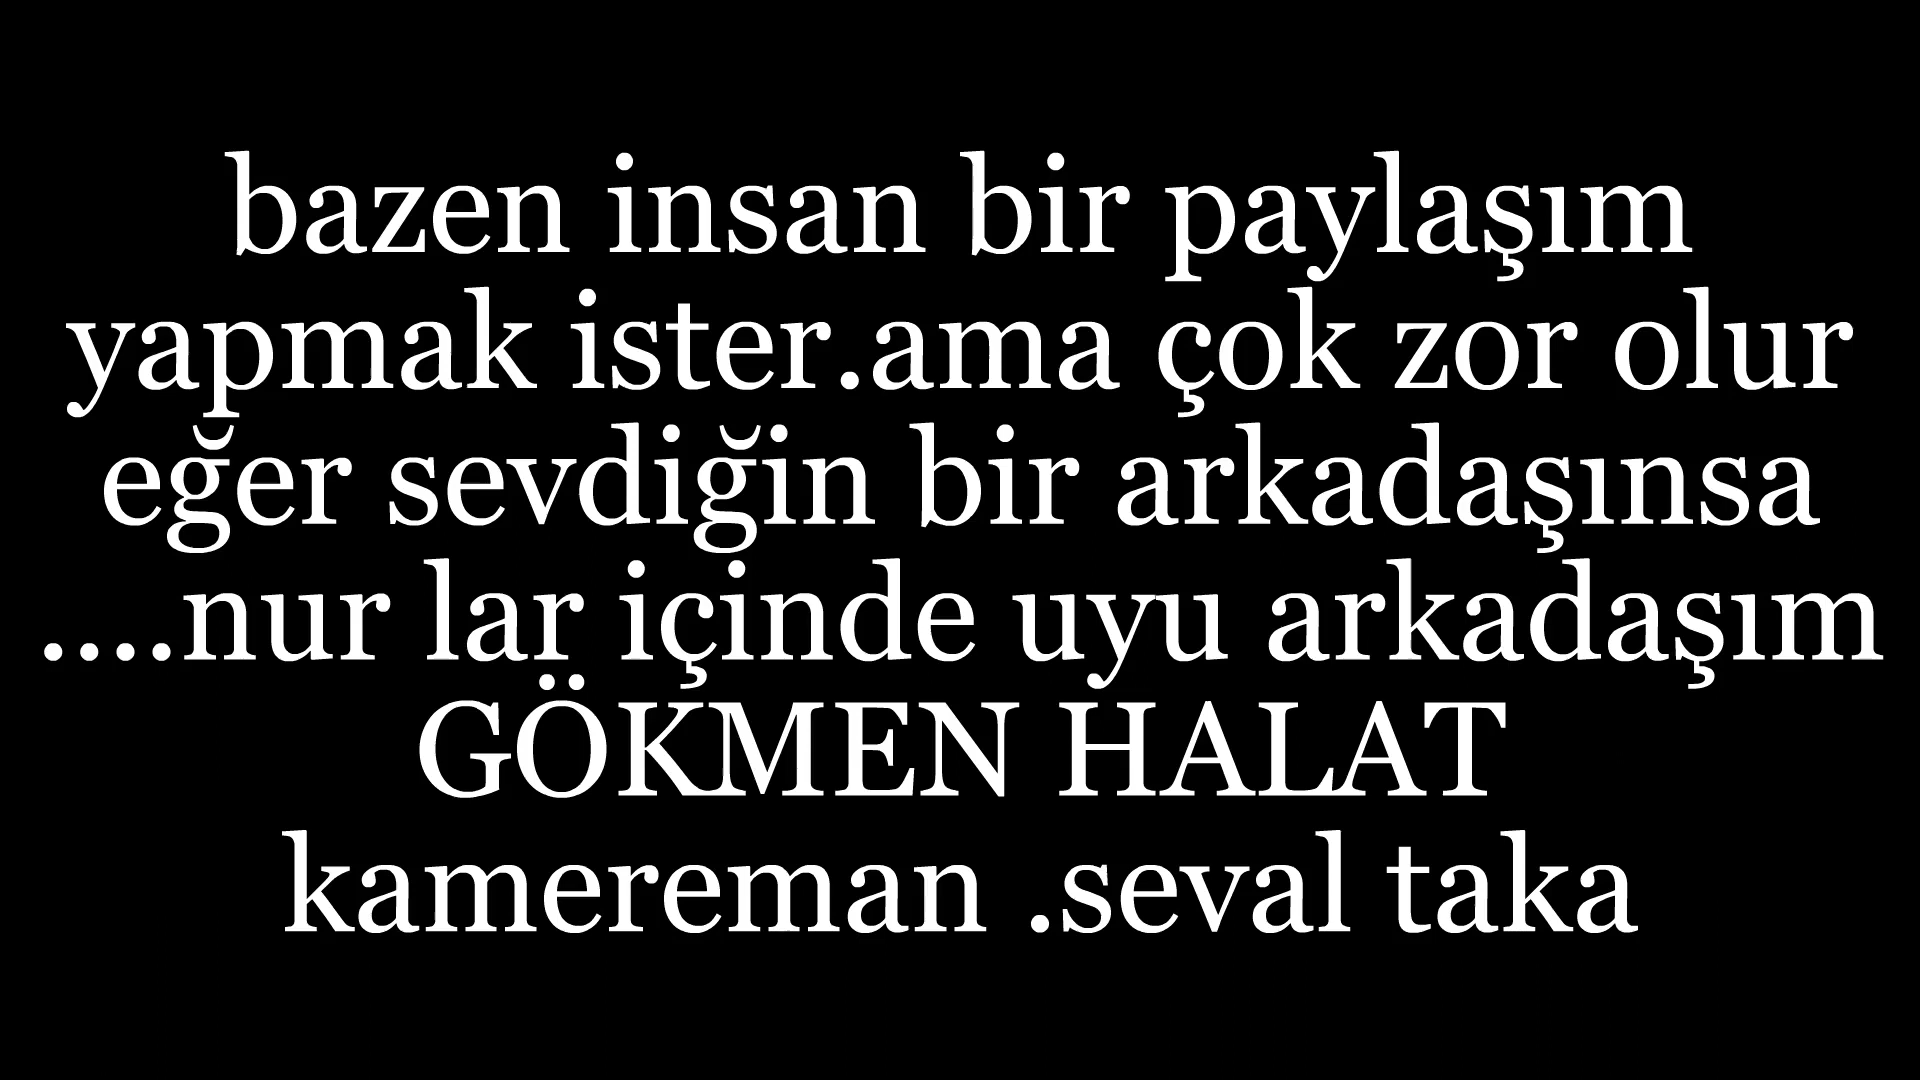 bazen insan bir paylaşım
yapmak ister.ama çok zor olur
eğer sevdiğin bir arkadaşınsa
....nur lar içinde uyu arkadaşım
GÖKMEN HALAT
kamereman .seval taka